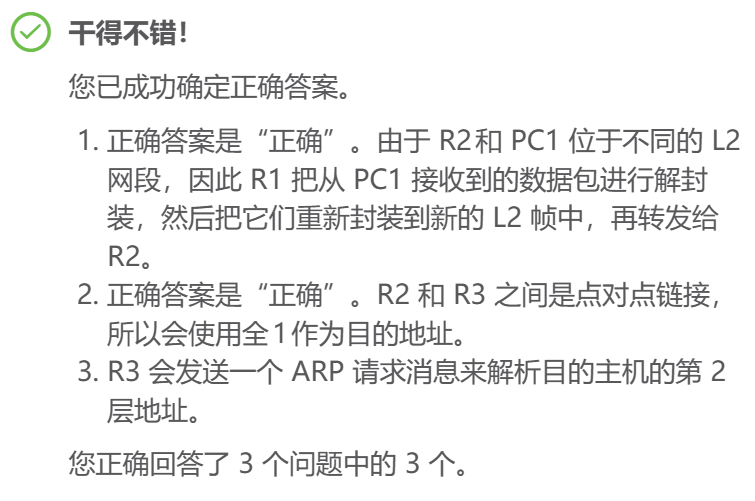 干得不错！
您已成功确定正确答案。
1. 正确答案是“正确”。由于 R2和 PC1 位于不同的 L2
网段，因此 R1 把从 PC1 接收到的数据包进行解封
装，然后把它们重新封装到新的 L2 帧中，再转发给
R2。
2. 正确答案是“正确”。R2 和 R3 之间是点对点链接，
所以会使用全1作为目的地址。
3. R3 会发送一个 ARP 请求消息来解析目的主机的第 2
层地址。
您正确回答了 3 个问题中的 3 个。